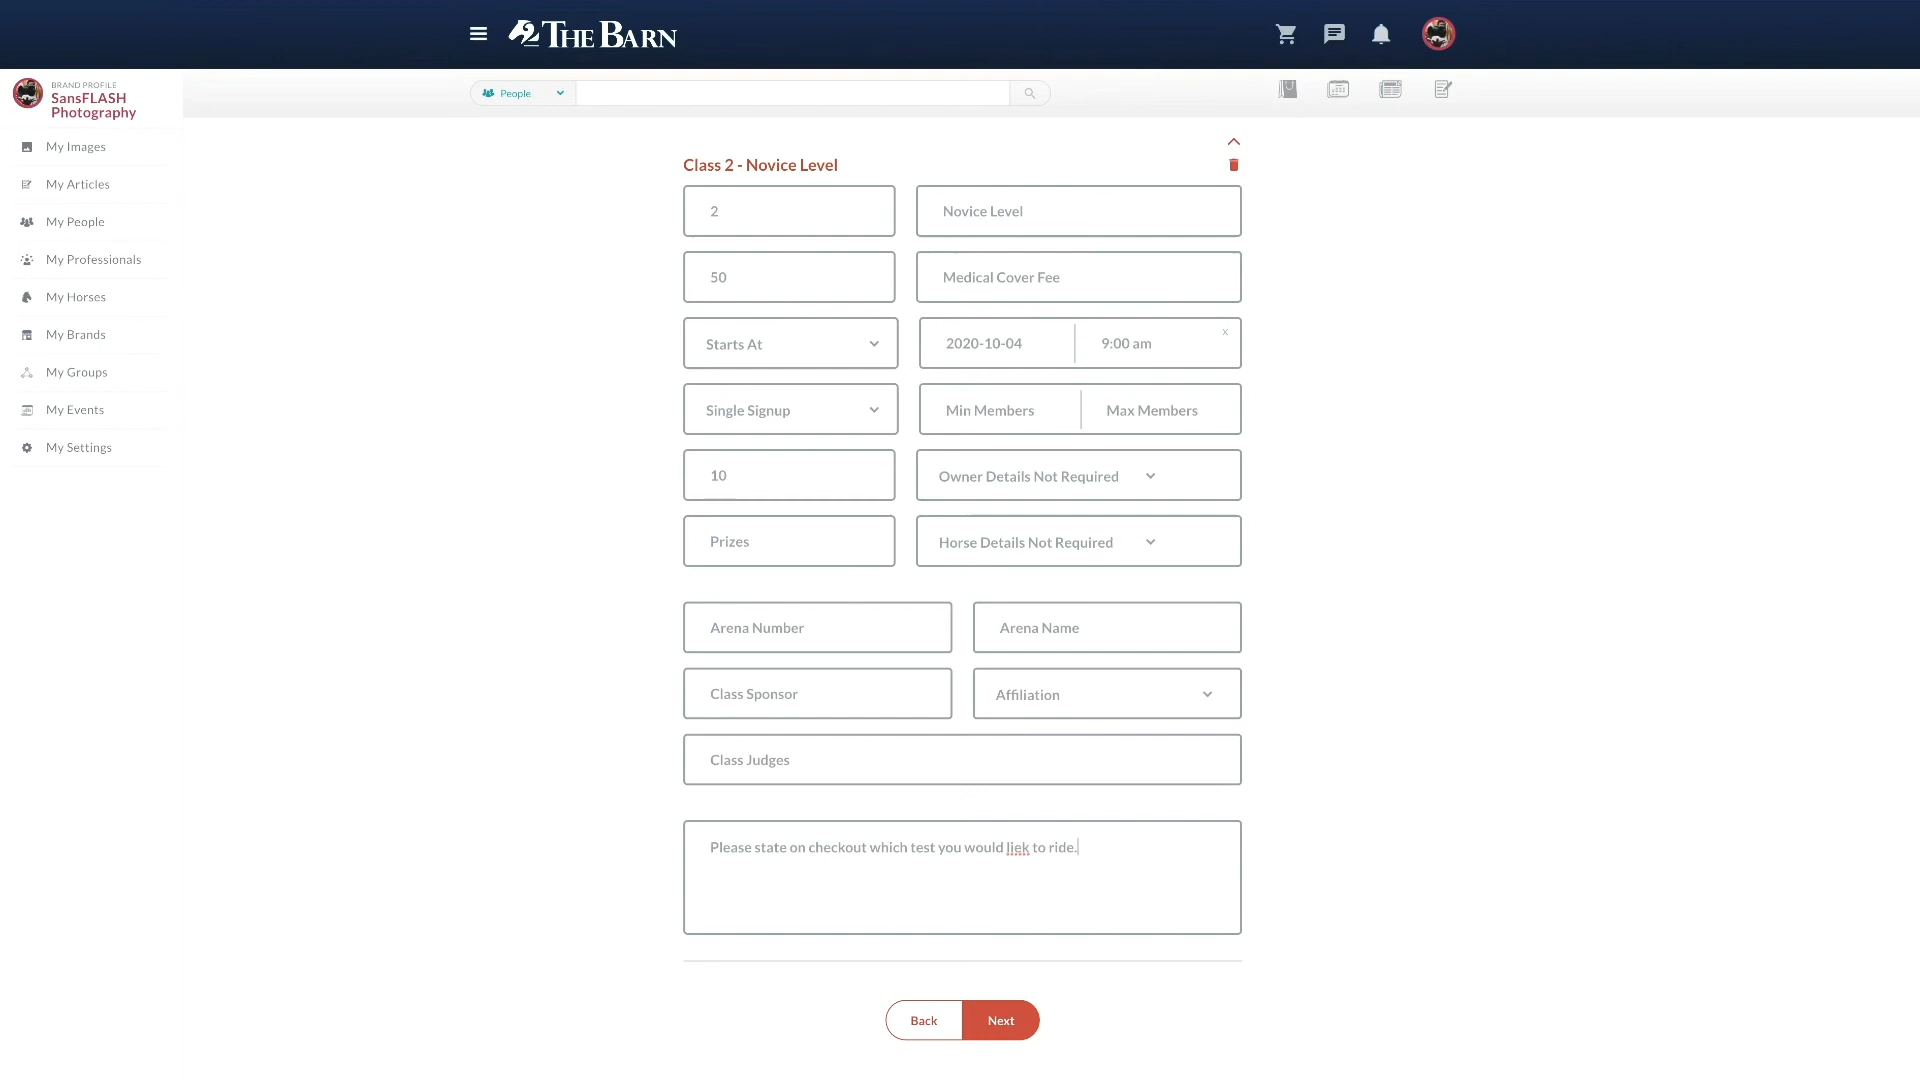 THE BARN
BRAND PROFILE
SansFLASH
Photography
People
My Images
My Articles
My People
My Professionals
My Horses
My Brands
My Groups
My Events
My Settings
Class 2 - Novice Level
2
Novice Level
50
Medical Cover Fee
Starts At
2020-10-04
9:00 am
x
Single Signup
Min Members
Max Members
10
Owner Details Not Required
Prizes
Horse Details Not Required
Arena Number
Arena Name
Class Sponsor
Affiliation
Class Judges
Please state on checkout which test you would liek to ride.
Back
Next